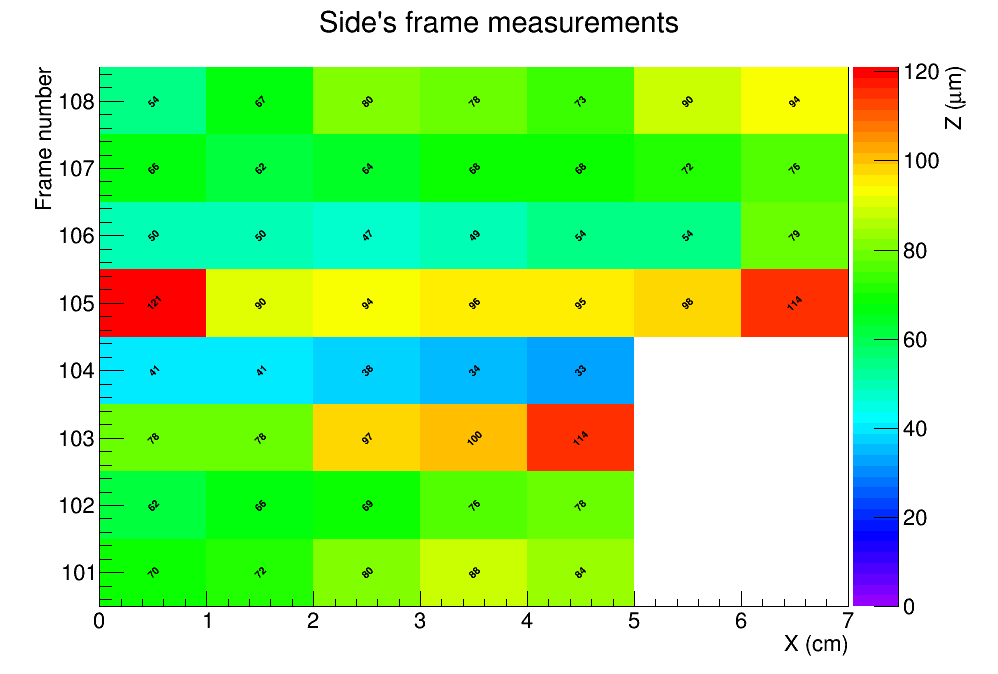 Side's frame measurements
Frame number
Z (μm)
108 54 67 80 78 73 90 94
107 66 62 64 68 68 72 76
106 50 50 47 49 54 54 79
105 121 90 94 96 95 98 114
104 41 41 38 34 33
103 78 78 97 100 114
102 62 66 69 76 78
101 70 72 80 88 84
120
100
80
60
40
20
0
0 1 2 3 4 5 6 7
X (cm)